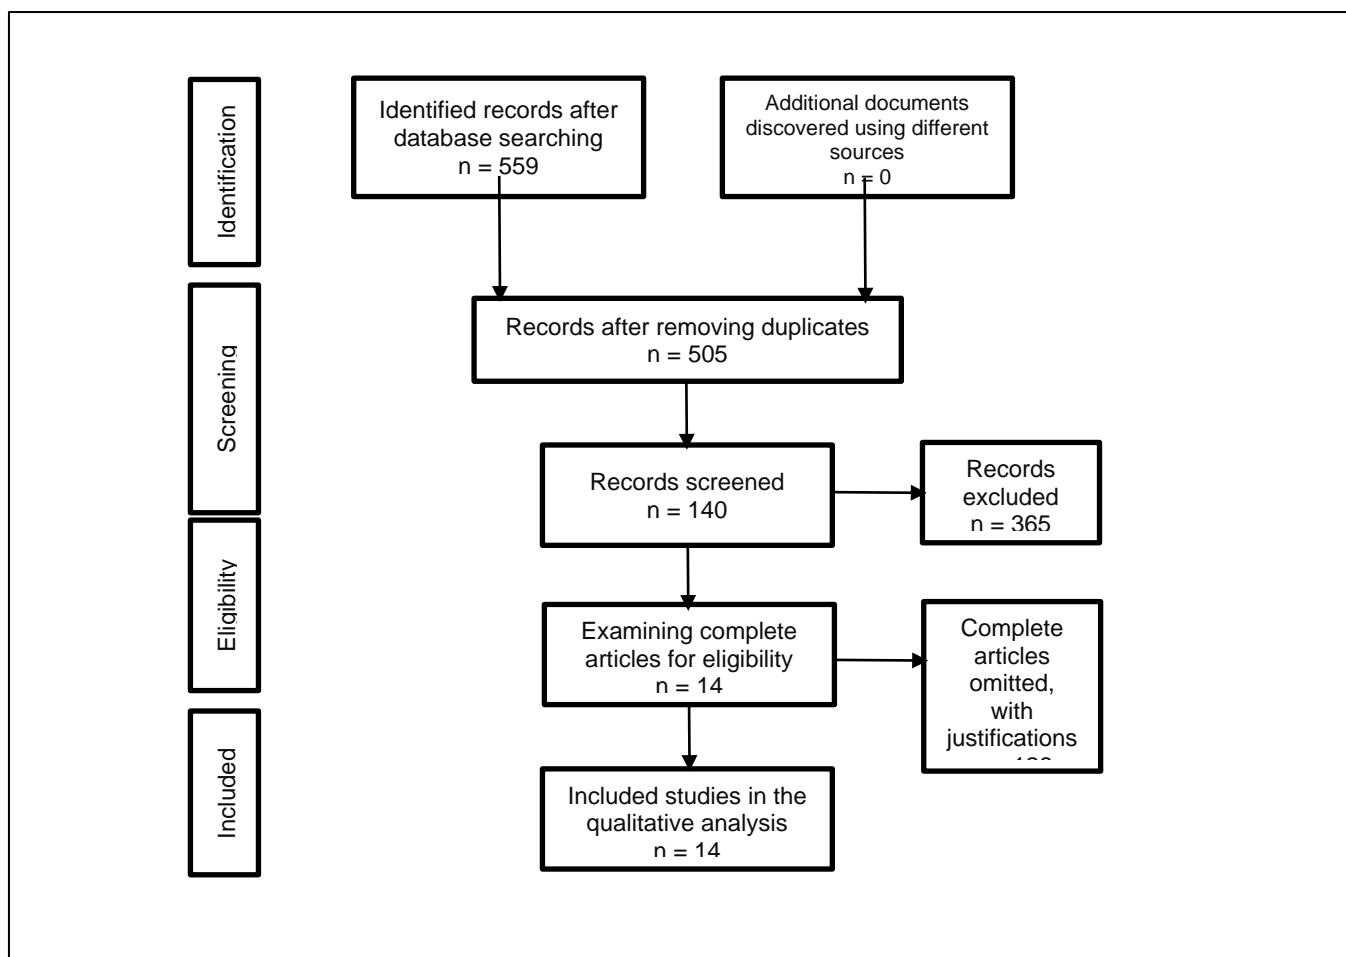 Identification
Identified records after
database searching
n = 559
Additional documents
discovered using different
sources
n = 0
Screening
Records after removing duplicates
n = 505
Records screened
n = 140
Records
excluded
n = 365
Eligibility
Examining complete
articles for eligibility
n = 14
Complete
articles
omitted,
with
justifications
Included
Included studies in the
qualitative analysis
n = 14